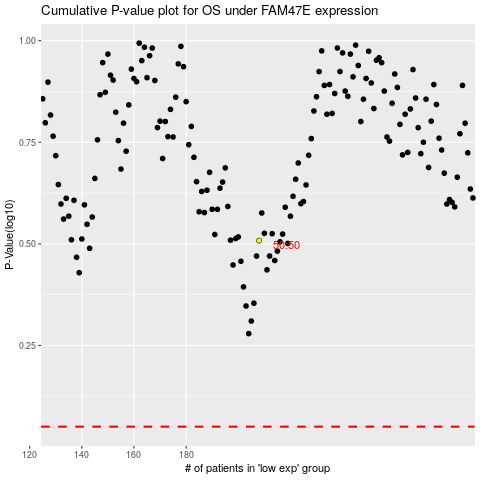 Cumulative P-value plot for OS under FAM47E expression
1.00
0.75
0.50
0.25
P-Value(log10)
50:50
120 140 160 180
# of patients in 'low exp' group